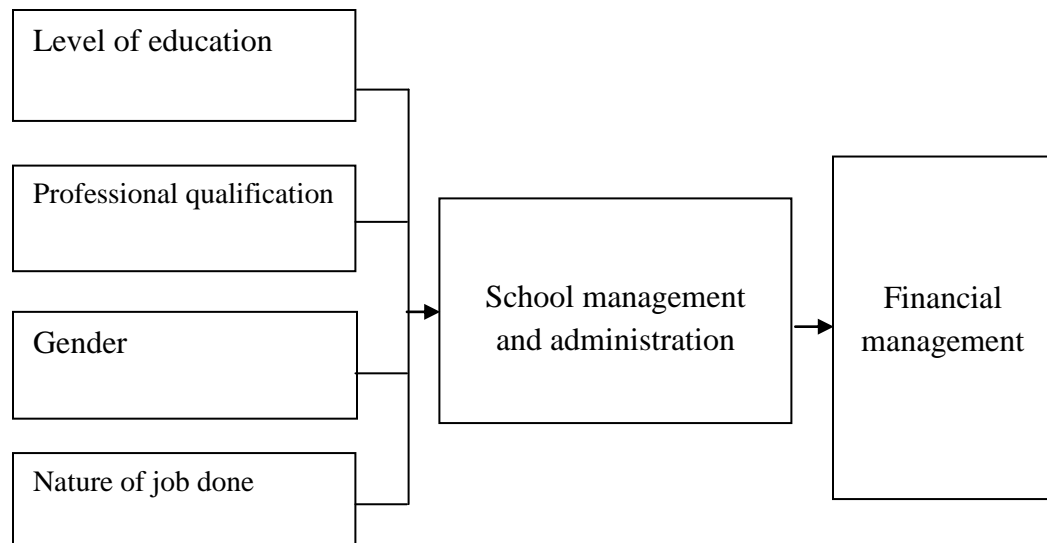 Level of education
Professional qualification
Gender
Nature of job done
School management
and administration
Financial
management